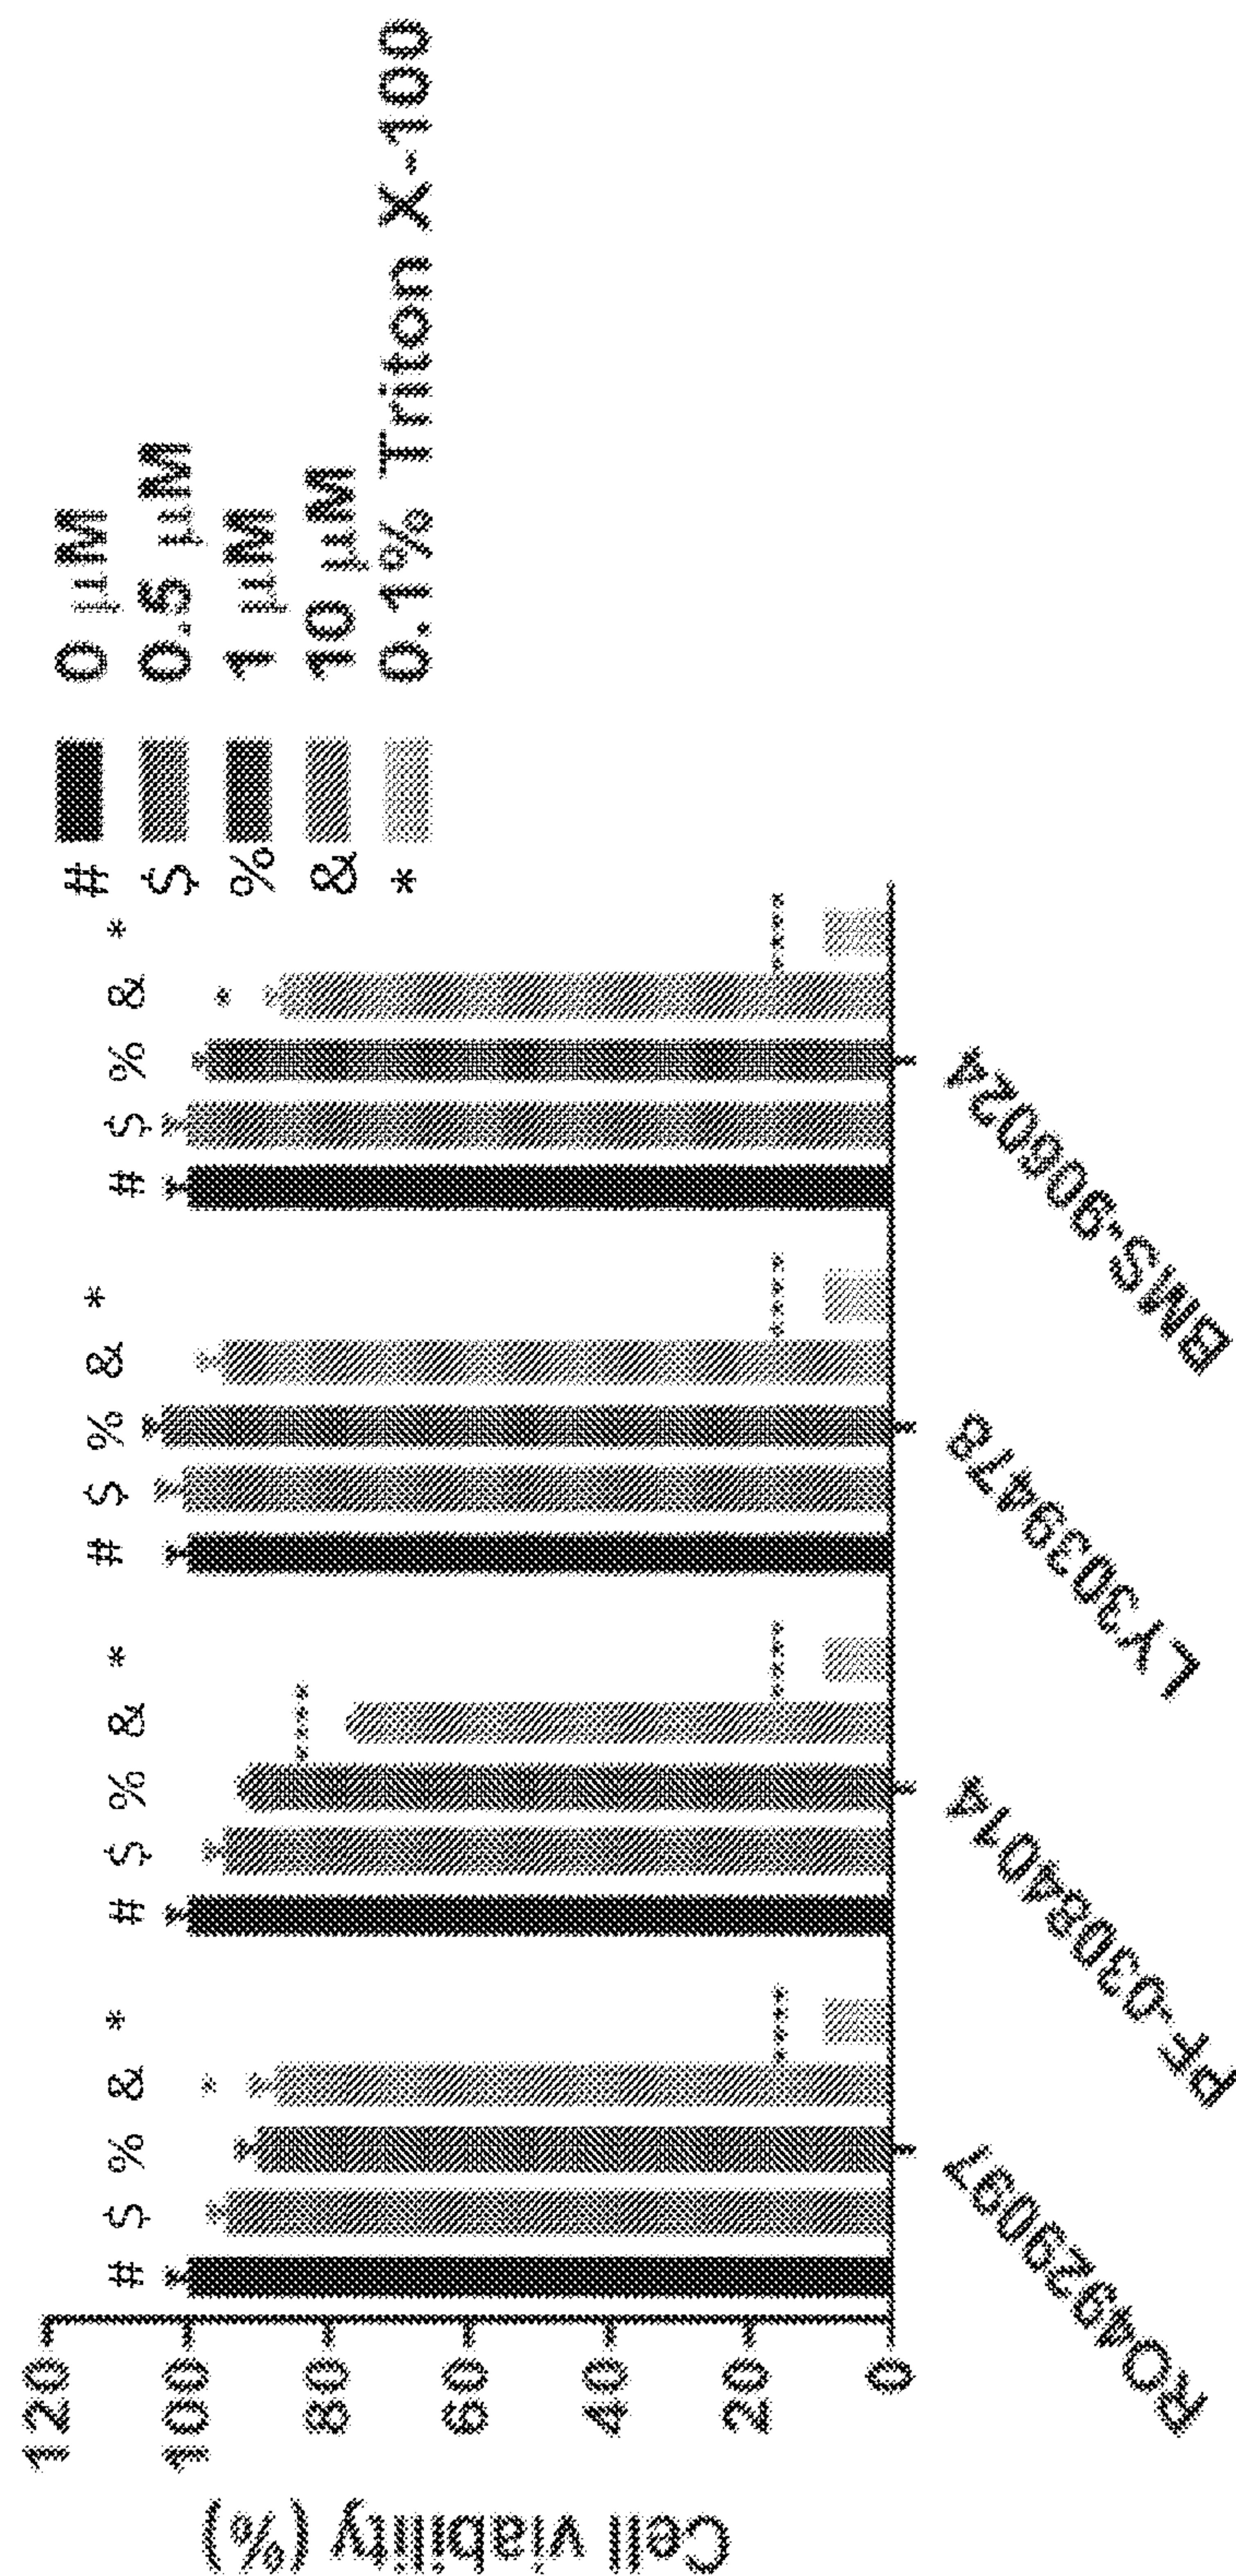 Cell viability (%)
120
100
80
60
40
20
0
# $ % & *
# $ % & *
# $ % & *
# $ % & *
*
****
****
****
****
*
****
RO4929097
PF-03084014
LY3039478
BMS-906024
# 0 μM
$ 0.5 μM
% 1 μM
& 10 μM
* 0.1% Triton X-100